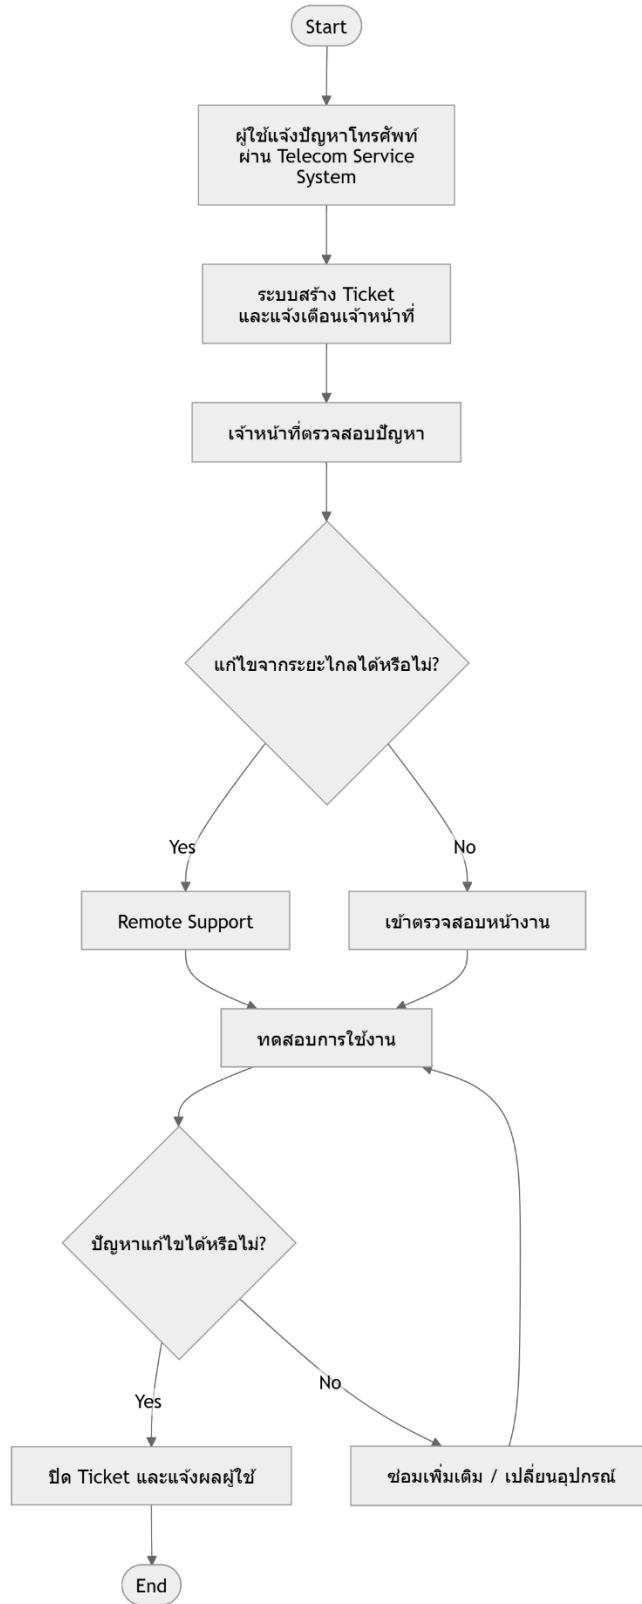 Start
ผู้ใช้แจ้งปัญหาโทรศัพท์
ผ่าน Telecom Service
System
ระบบสร้าง Ticket
และแจ้งเตือนเจ้าหน้าที่
เจ้าหน้าที่ตรวจสอบปัญหา
แก้ไขจากระยะไกลได้หรือไม่?
Yes
No
Remote Support
เข้าตรวจสอบหน้างาน
ทดสอบการใช้งาน
ปัญหาแก้ไขได้หรือไม่?
No
Yes
ปิด Ticket และแจ้งผลผู้ใช้
ซ่อมเพิ่มเติม / เปลี่ยนอุปกรณ์
End